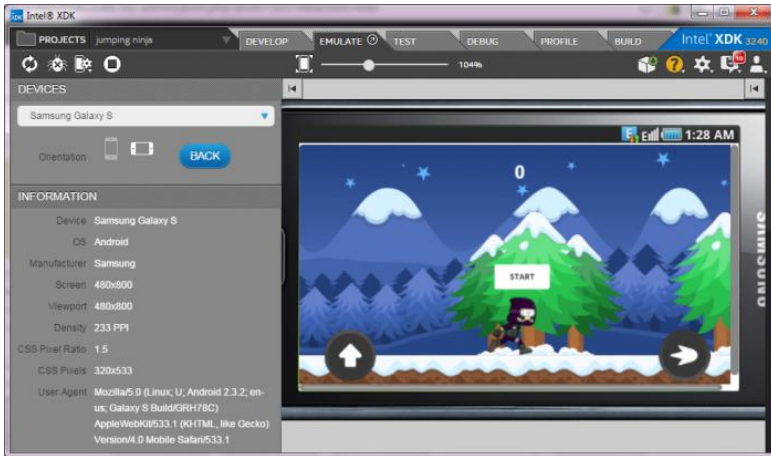 Intel® XDK
PROJECTS jumping ninja DEVELOP EMULATE TEST DEBUG PROFILE BUILD Intel® XDK 3240
104%
DEVICES
Samsung Galaxy S
Orientation BACK
INFORMATION
Device Samsung Galaxy S
OS Android
Manufacturer Samsung
Screen 480x800
Viewport 480x800
Density 233 PPI
CSS Pixel Ratio 1.5
CSS Pixels 320x533
User Agent Mozilla/5.0 (Linux; U; Android 2.3.2; en-
us; Galaxy S Build/GRH78C)
AppleWebKit/533.1 (KHTML, like Gecko)
Version/4.0 Mobile Safari/533.1
1:28 AM
0
START
SAMSUNG